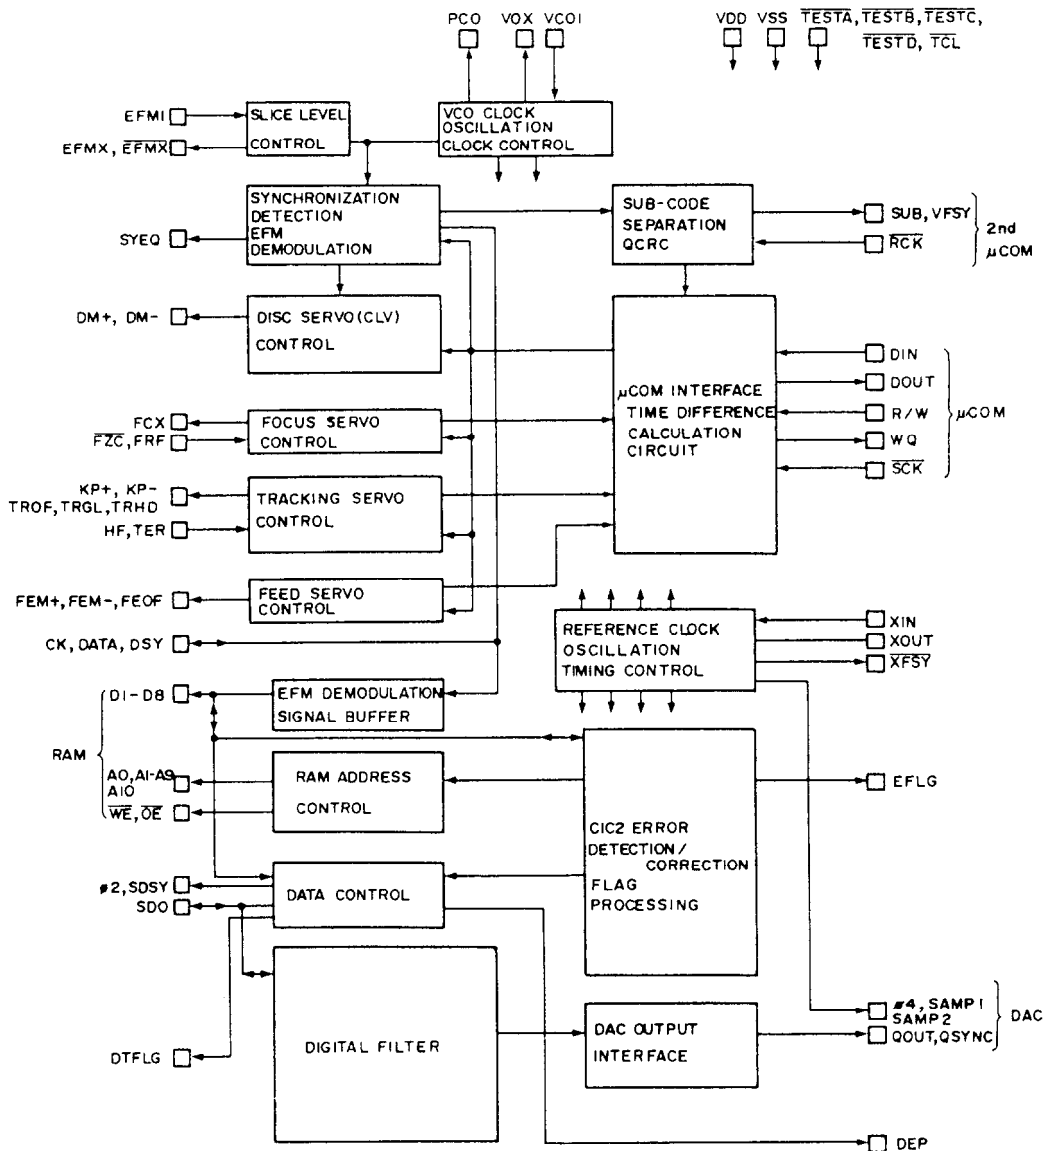 PCO VOX VCOI
VDD VSS TESTA, TESTB, TESTC,
TESTD, TCL
EFMI
EFMX, EFMX
SLICE LEVEL
CONTROL
VCO CLOCK
OSCILLATION
CLOCK CONTROL
SYNCHRONIZATION
DETECTION
EFM
DEMODULATION
SYEQ
SUB-CODE
SEPARATION
QCRC
SUB, VFSY
RCK
2nd
μCOM
DM+, DM-
DISC SERVO (CLV)
CONTROL
μCOM INTERFACE
TIME DIFFERENCE
CALCULATION
CIRCUIT
DIN
DOUT
R/W
WQ
SCK
μCOM
FCX
FZC, FRF
FOCUS SERVO
CONTROL
KP+, KP-
TROF, TRGL, TRHD
HF, TER
TRACKING SERVO
CONTROL
FEM+, FEM-, FEOF
FEED SERVO
CONTROL
CK, DATA, DSY
REFERENCE CLOCK
OSCILLATION
TIMING CONTROL
XIN
XOUT
XFSY
RAM
D1-D8
EFM DEMODULATION
SIGNAL BUFFER
A0, A1-A9
A10
WE, OE
RAM ADDRESS
CONTROL
CIC2 ERROR
DETECTION/
CORRECTION
FLAG
PROCESSING
EFLG
ø2, SDSY
SDO
DATA CONTROL
DTFLG
DIGITAL FILTER
DAC OUTPUT
INTERFACE
ø4, SAMP1
SAMP2
QOUT, QSYNC
DAC
DEP